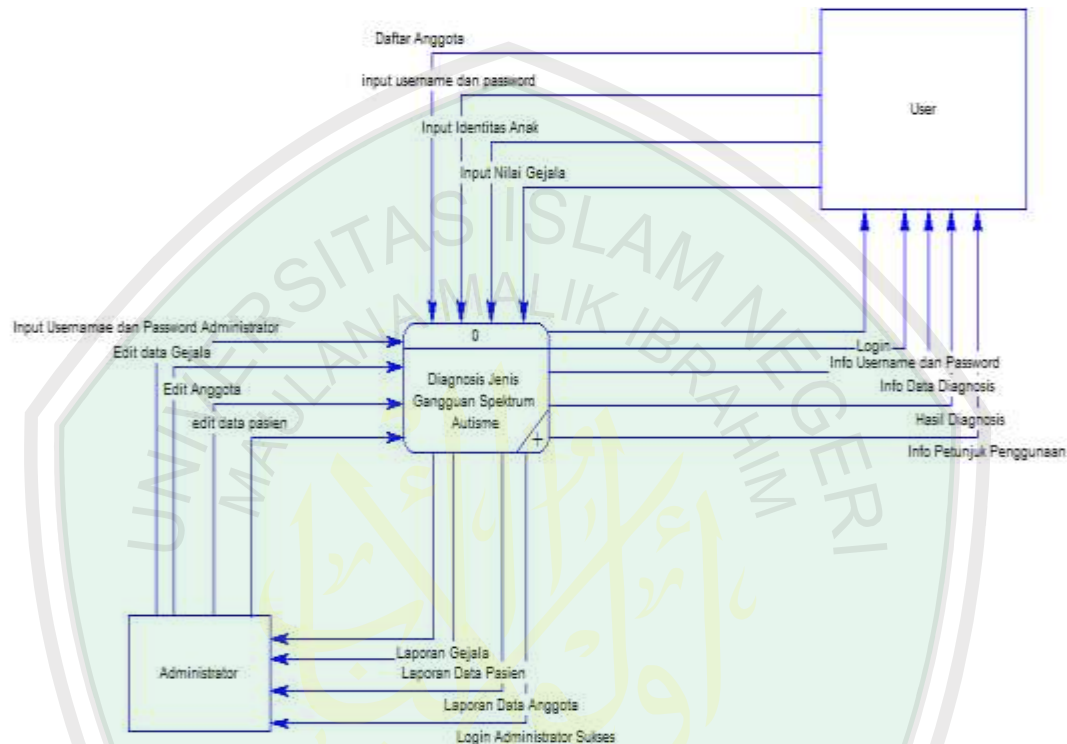 Daftar Anggota
input username dan password
User
Input Identitas Anak
Input Nilai Gejala
UNIVERSITAS ISLAM NEGERI
MAULANA MALIK IBRAHIM
Input Usernamae dan Password Administrator
0
Edit data Gejala
Login
Info Username dan Password
Diagnosis Jenis
Gangguan Spektrum
Autisme
Edit Anggota
Info Data Diagnosis
edit data pasien
Hasil Diagnosis
+
Info Petunjuk Penggunaan
Administrator
Laporan Gejala
Laporan Data Pasien
Laporan Data Anggota
Login Administrator Sukses